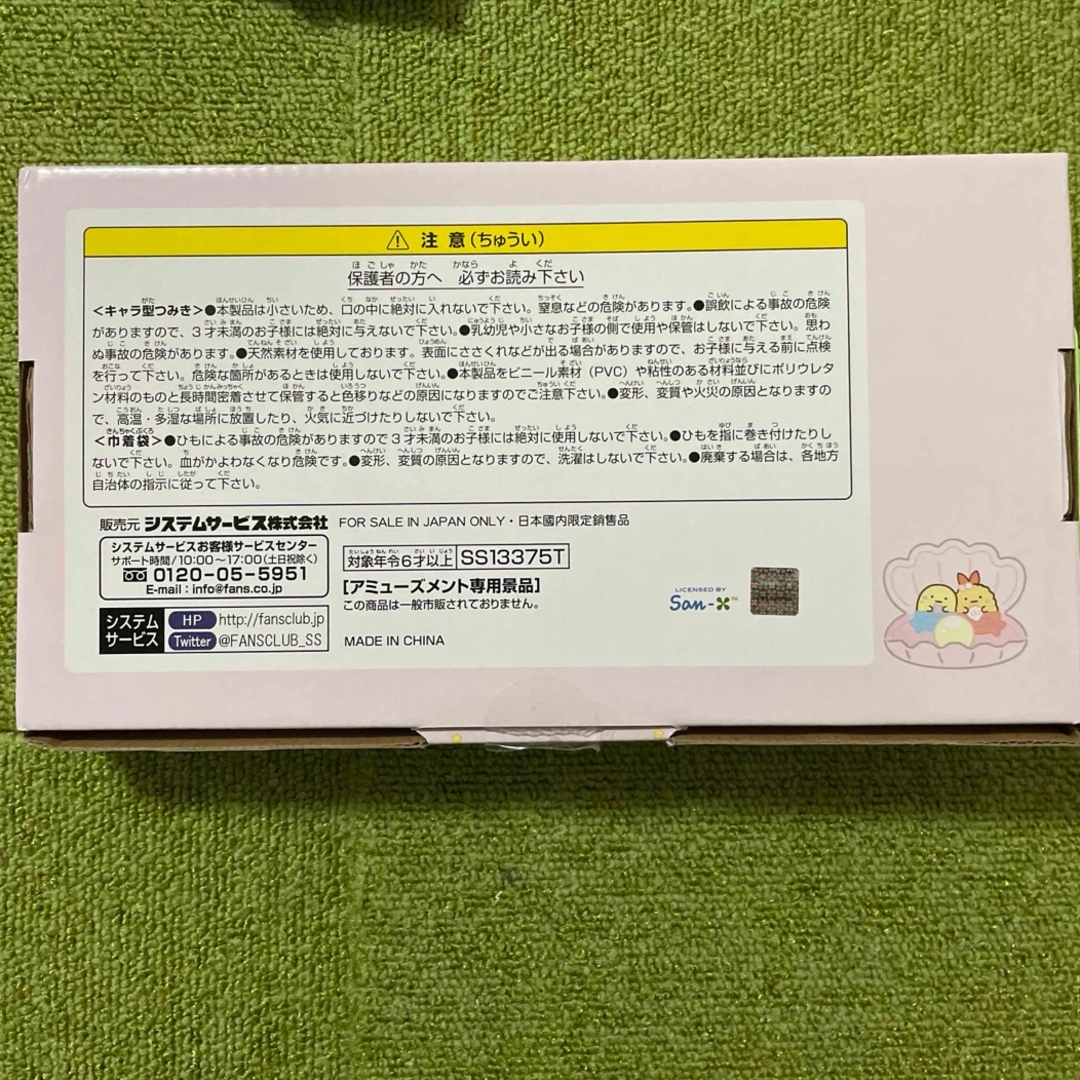 ⚠ 注意(ちゅうい)
保護者の方へ 必ずお読み下さい
<キャラ型つみき>●本製品は小さいため、口の中に絶対に入れないで下さい。窒息などの危険があります。●誤飲による事故の危険
がありますので、3才未満のお子様には絶対に与えないで下さい。●乳幼児や小さなお子様の側で使用や保管はしないで下さい。思わ
ぬ事故の危険があります。●天然素材を使用しております。表面にささくれなどが出る場合がありますので、お子様に与える前に点検
を行って下さい。危険な箇所があるときは使用しないで下さい。●本製品をビニール素材(PVC)や粘性のある材料並びにポリウレタ
ン材料のものと長時間密着させて保管すると色移りなどの原因になりますのでご注意下さい。●変形、変質や火災の原因となりますの
で、高温・多湿な場所に放置したり、火気に近づけたりしないで下さい。
<巾着袋>●ひもによる事故の危険がありますので3才未満のお子様には絶対に使用しないで下さい。●ひもを指に巻き付けたりし
ないで下さい。血がかよわなくなり危険です。●変形、変質の原因となりますので、洗濯はしないで下さい。●廃棄する場合は、各地方
自治体の指示に従って下さい。
販売元 システムサービス株式会社 FOR SALE IN JAPAN ONLY・日本國内限定銷售品
システムサービスお客様サービスセンター
サポート時間/10:00〜17:00(土日祝除く)
0120-05-5951
E-mail:info@fans.co.jp
対象年令6才以上 SS13375T
[アミューズメント専用景品]
この商品は一般市販されておりません。
システム
サービス
HP http://fansclub.jp
Twitter @FANSCLUB_SS
MADE IN CHINA
LICENSED BY
San-X™